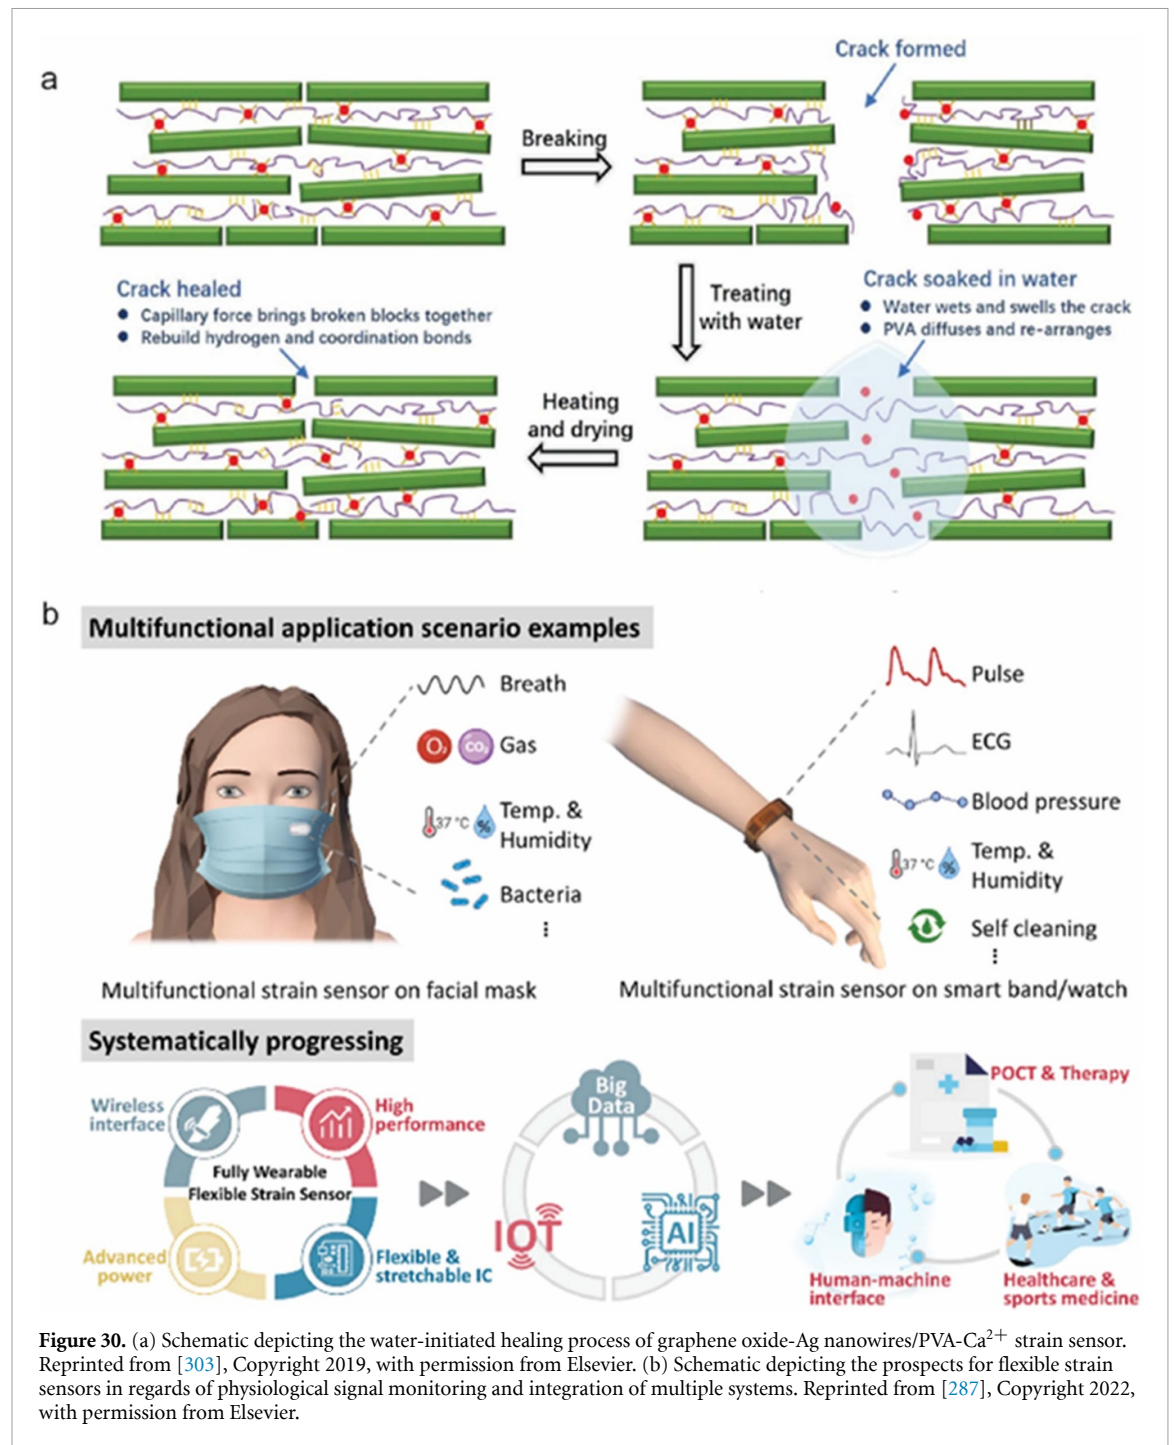 a
Crack formed
Breaking
Crack healed
● Capillary force brings broken blocks together
● Rebuild hydrogen and coordination bonds
Treating
with water
Crack soaked in water
● Water wets and swells the crack
● PVA diffuses and re-arranges
Heating
and drying
b
Multifunctional application scenario examples
Breath
O₂ CO₂ Gas
37 °C % Temp. &
Humidity
Bacteria
⋮
Multifunctional strain sensor on facial mask
Pulse
ECG
Blood pressure
37 °C % Temp. &
Humidity
Self cleaning
⋮
Multifunctional strain sensor on smart band/watch
Systematically progressing
Wireless
interface
High
performance
Fully Wearable
Flexible Strain Sensor
Advanced
power
Flexible &
stretchable IC
Big
Data
IOT
AI
POCT & Therapy
Human-machine
interface
Healthcare &
sports medicine
Figure 30. (a) Schematic depicting the water-initiated healing process of graphene oxide-Ag nanowires/PVA-Ca²⁺ strain sensor.
Reprinted from [303], Copyright 2019, with permission from Elsevier. (b) Schematic depicting the prospects for flexible strain
sensors in regards of physiological signal monitoring and integration of multiple systems. Reprinted from [287], Copyright 2022,
with permission from Elsevier.